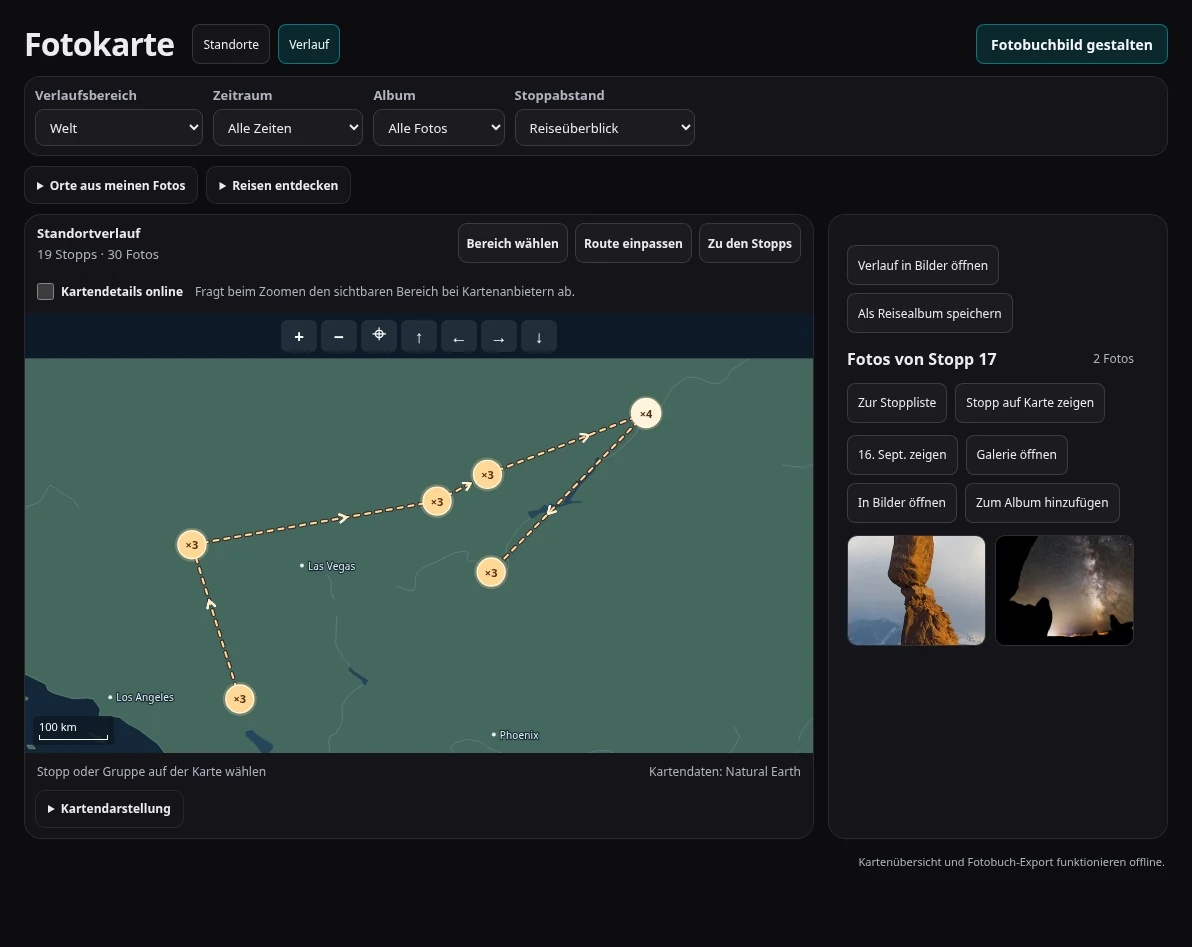 Fotokarte
Standorte
Verlauf
Fotobuchbild gestalten
Verlaufsbereich
Zeitraum
Album
Stoppabstand
Welt
Alle Zeiten
Alle Fotos
Reiseüberblick
Orte aus meinen Fotos
Reisen entdecken
Standortverlauf
19 Stopps · 30 Fotos
Bereich wählen
Route einpassen
Zu den Stopps
Kartendetails online
Fragt beim Zoomen den sichtbaren Bereich bei Kartenanbietern ab.
+ − ↑ ← → ↓
×4
×3
×3
×3
Las Vegas
×3
Los Angeles
×3
100 km
Phoenix
Stopp oder Gruppe auf der Karte wählen
Kartendaten: Natural Earth
Kartendarstellung
Verlauf in Bilder öffnen
Als Reisealbum speichern
Fotos von Stopp 17
2 Fotos
Zur Stoppliste
Stopp auf Karte zeigen
16. Sept. zeigen
Galerie öffnen
In Bilder öffnen
Zum Album hinzufügen
Kartenübersicht und Fotobuch-Export funktionieren offline.